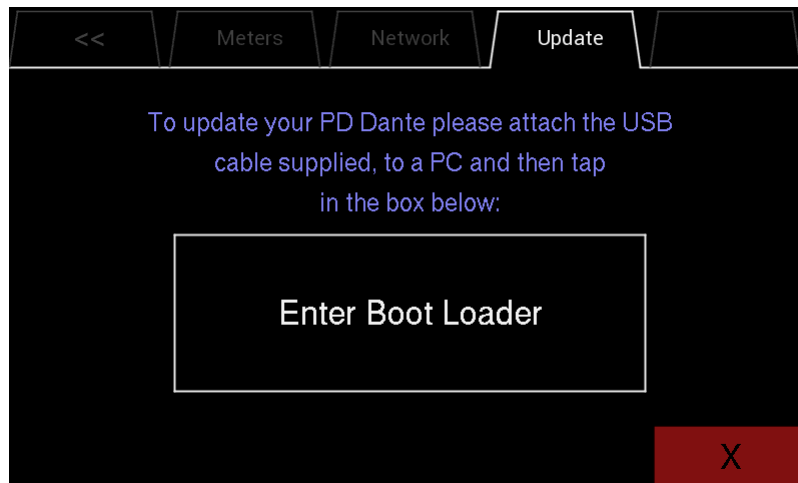 << Meters Network Update
To update your PD Dante please attach the USB
cable supplied, to a PC and then tap
in the box below:
Enter Boot Loader
X